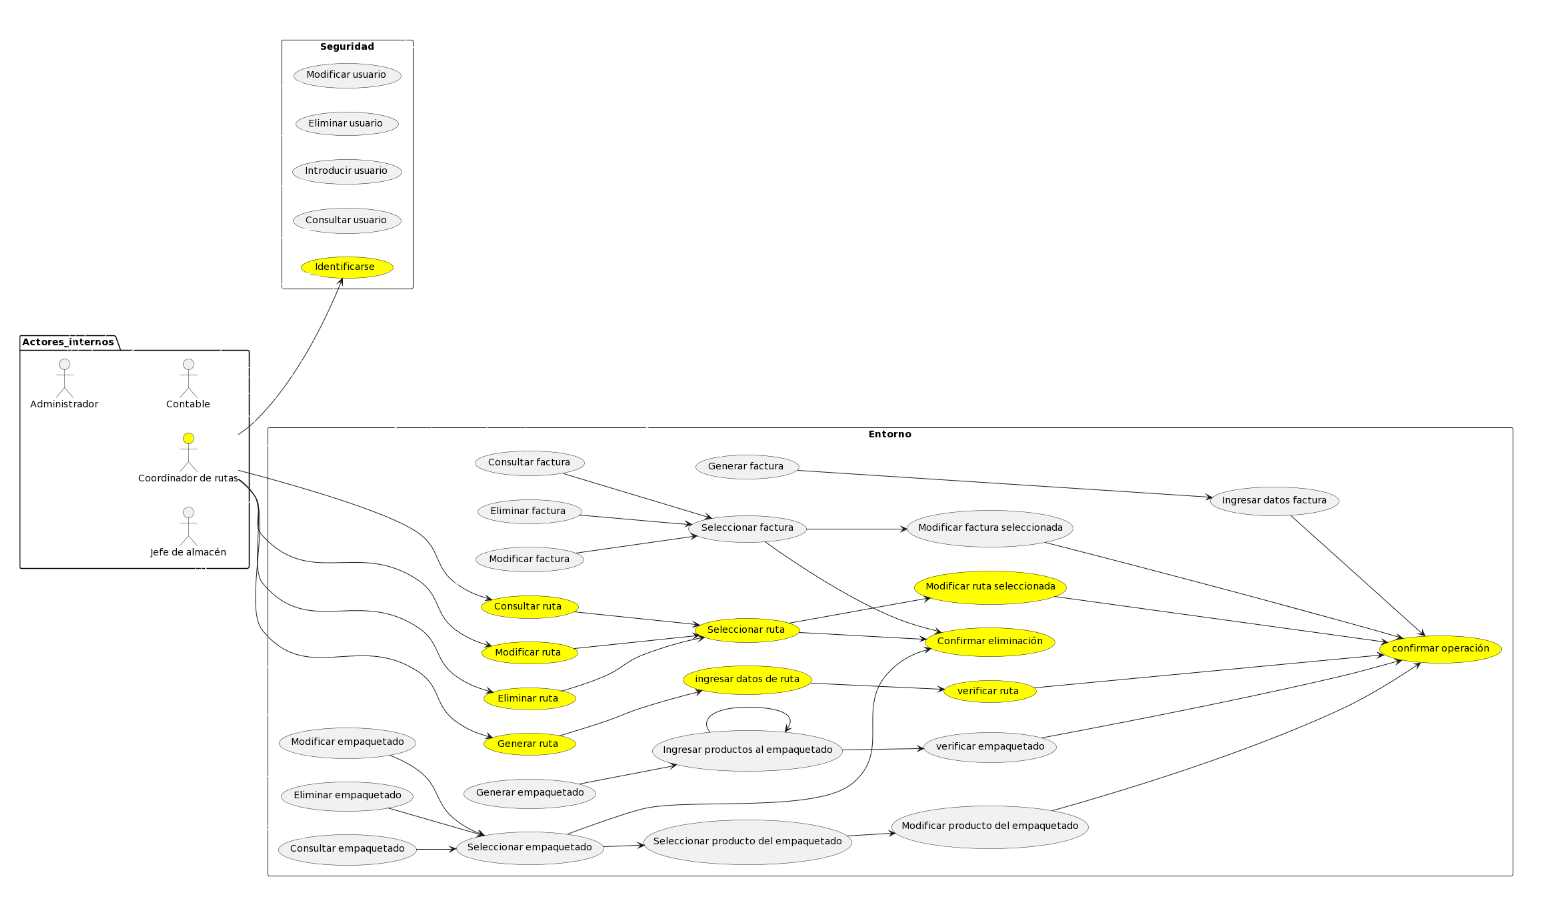 Seguridad
Modificar usuario
Eliminar usuario
Introducir usuario
Consultar usuario
Identificarse
Actores_internos
Administrador
Contable
Coordinador de rutas
Jefe de almacén
Entorno
Consultar factura
Generar factura
Ingresar datos factura
Eliminar factura
Seleccionar factura
Modificar factura seleccionada
Modificar factura
Modificar ruta seleccionada
Consultar ruta
Seleccionar ruta
Confirmar eliminación
confirmar operación
Modificar ruta
ingresar datos de ruta
verificar ruta
Eliminar ruta
Generar ruta
Modificar empaquetado
Ingresar productos al empaquetado
verificar empaquetado
Generar empaquetado
Eliminar empaquetado
Modificar producto del empaquetado
Seleccionar producto del empaquetado
Seleccionar empaquetado
Consultar empaquetado